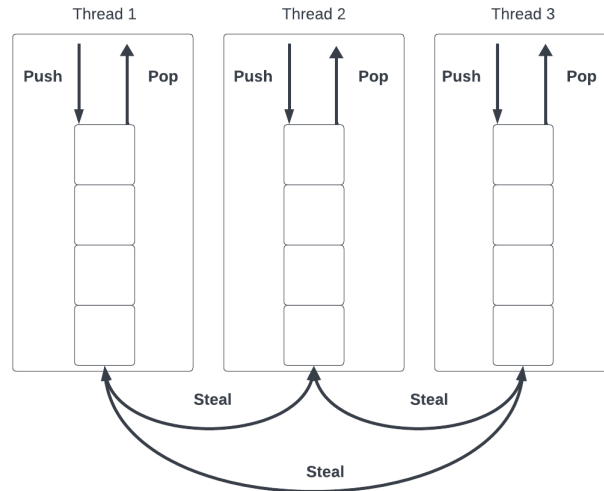 Thread 1
Thread 2
Thread 3
Push
Pop
Push
Pop
Push
Pop
Steal
Steal
Steal